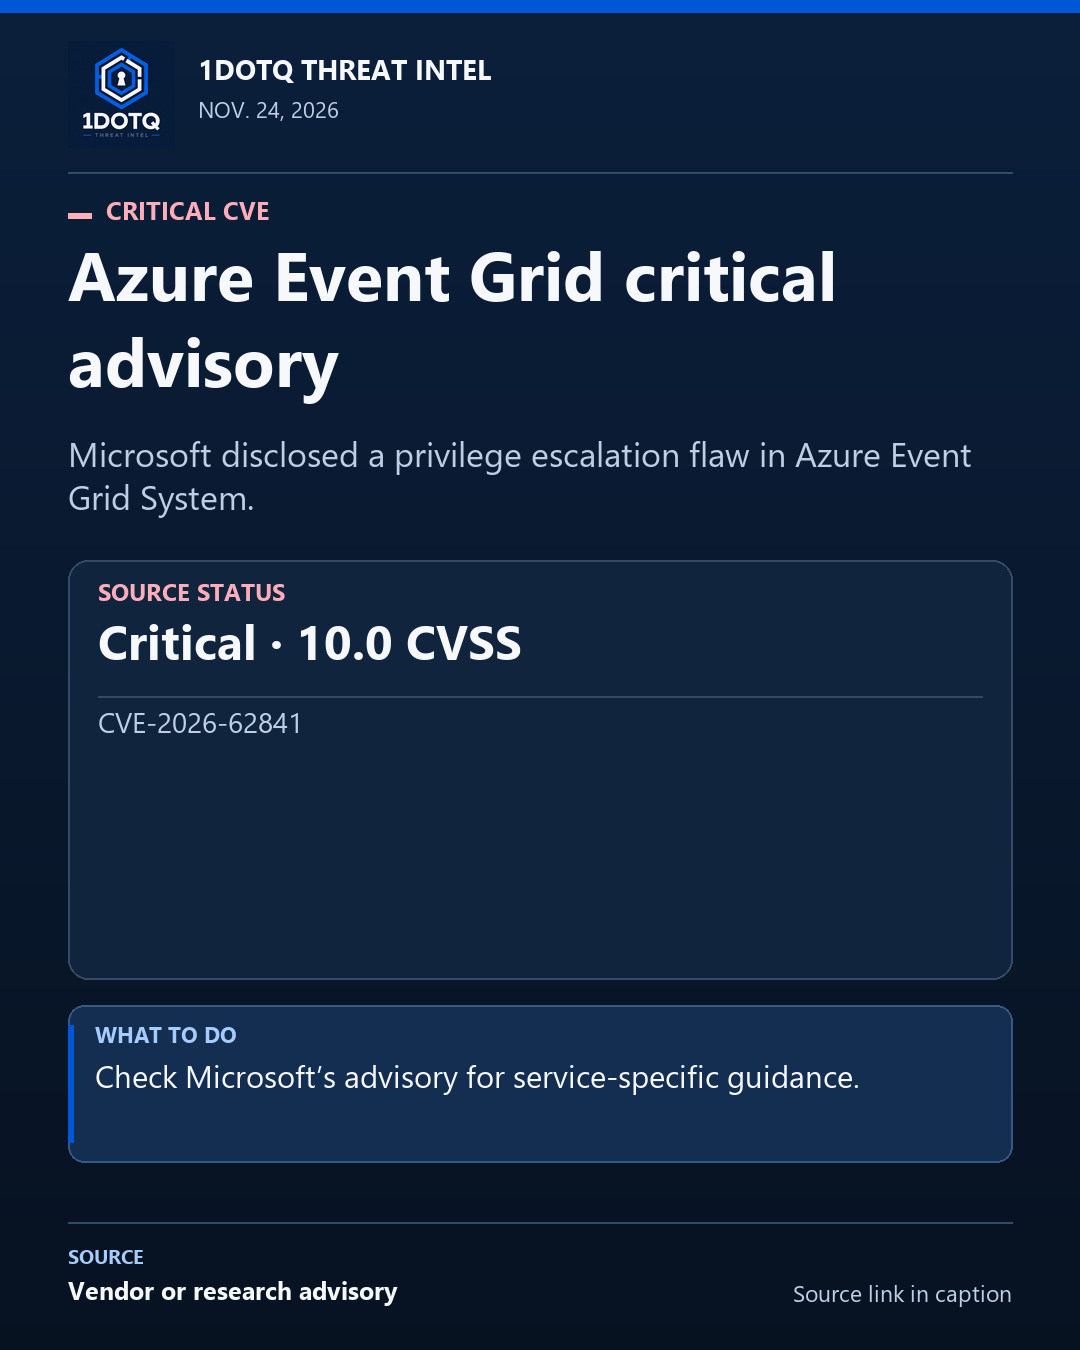 1DOTQ
THREAT INTEL
1DOTQ THREAT INTEL
NOV. 24, 2026
CRITICAL CVE
Azure Event Grid critical
advisory
Microsoft disclosed a privilege escalation flaw in Azure Event
Grid System.
SOURCE STATUS
Critical · 10.0 CVSS
CVE-2026-62841
WHAT TO DO
Check Microsoft’s advisory for service-specific guidance.
SOURCE
Vendor or research advisory
Source link in caption